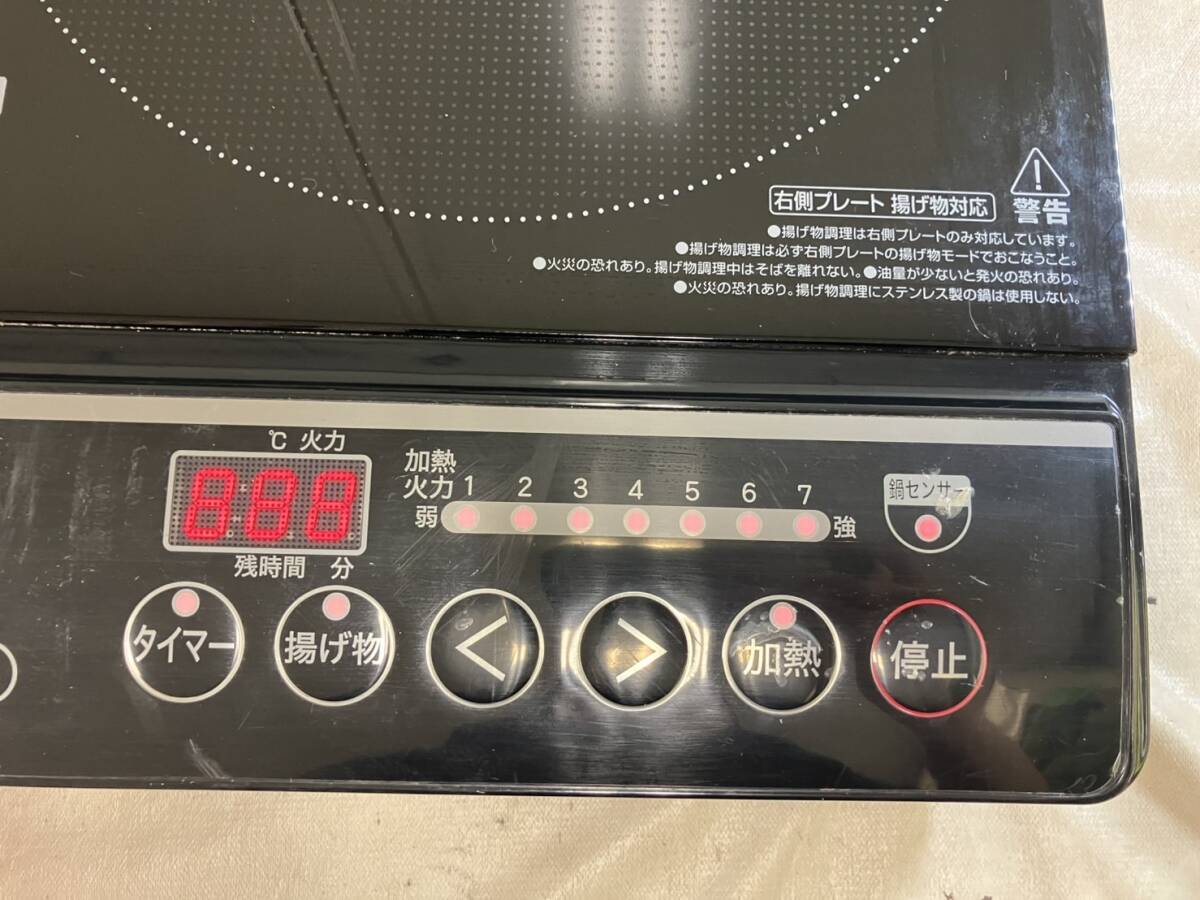 右側プレート 揚げ物対応
警告
●揚げ物調理は右側プレートのみ対応しています。
●揚げ物調理は必ず右側プレートの揚げ物モードでおこなうこと。
●火災の恐れあり。揚げ物調理中はそばを離れない。●油量が少ないと発火の恐れあり。
●火災の恐れあり。揚げ物調理にステンレス製の鍋は使用しない。
℃ 火力
888
残時間 分
加熱
火力 1 2 3 4 5 6 7
弱 強
鍋センサー
タイマー 揚げ物 < > 加熱 停止